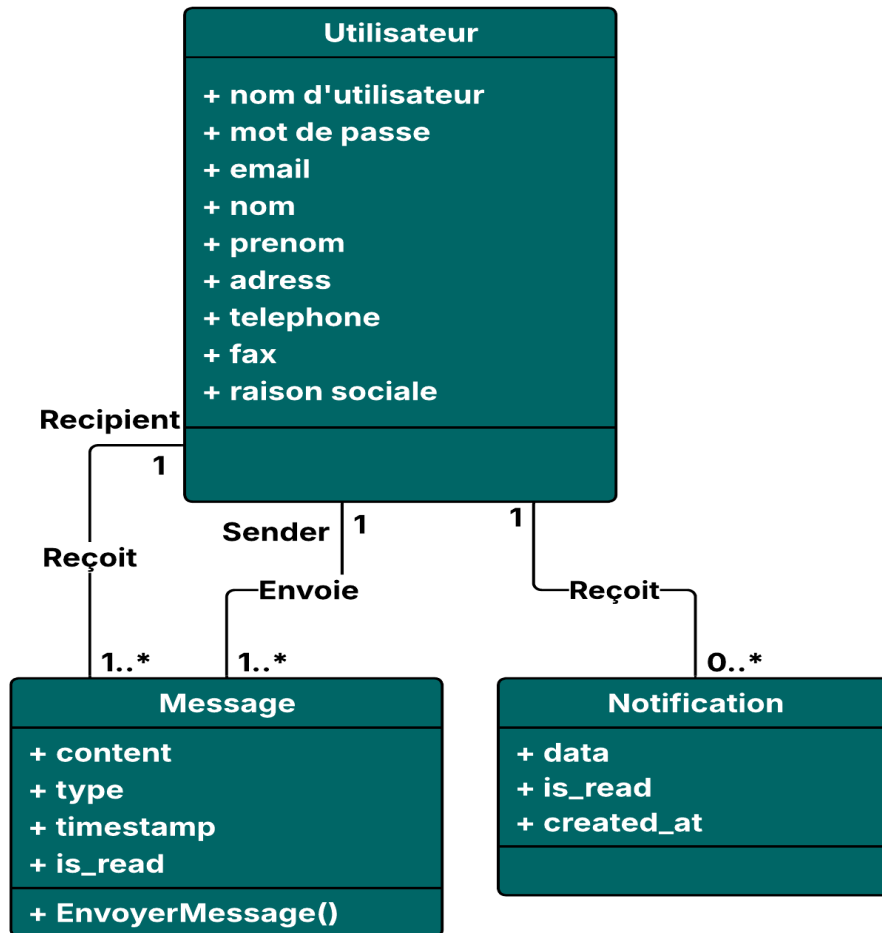 Utilisateur
+ nom d'utilisateur
+ mot de passe
+ email
+ nom
+ prenom
+ adress
+ telephone
+ fax
+ raison sociale
Recipient
1
Reçoit
1..*
Sender
1
Envoie
1..*
1
Reçoit
0..*
Message
+ content
+ type
+ timestamp
+ is_read
+ EnvoyerMessage()
Notification
+ data
+ is_read
+ created_at